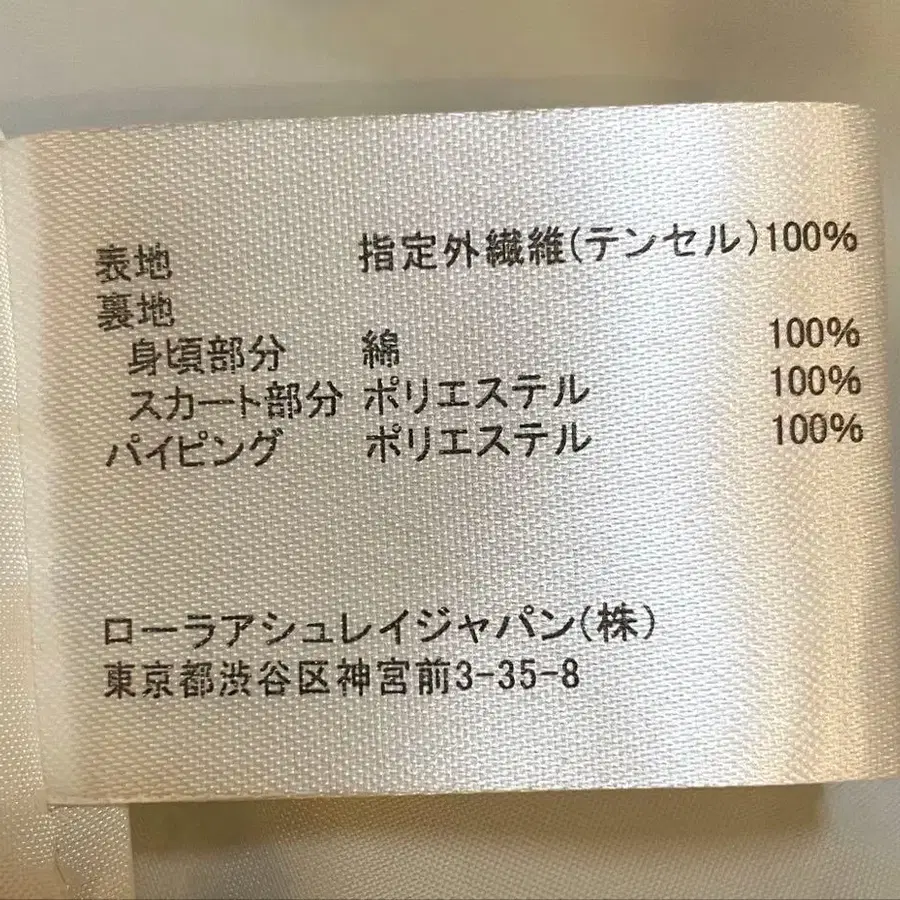 表地 指定外繊維(テンセル)100%
裏地
身頃部分 綿 100%
スカート部分 ポリエステル 100%
パイピング ポリエステル 100%
ローラアシュレイジャパン(株)
東京都渋谷区神宮前3-35-8